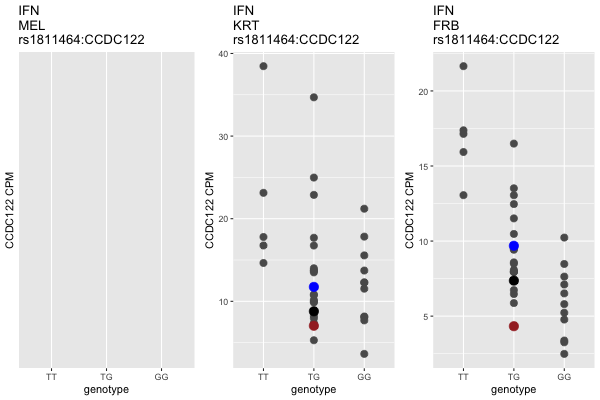 IFN
MEL
rs1811464:CCDC122
CCDC122 CPM
TT TG GG
genotype
IFN
KRT
rs1811464:CCDC122
CCDC122 CPM
40
30
20
10
TT TG GG
genotype
IFN
FRB
rs1811464:CCDC122
CCDC122 CPM
20
15
10
5
TT TG GG
genotype